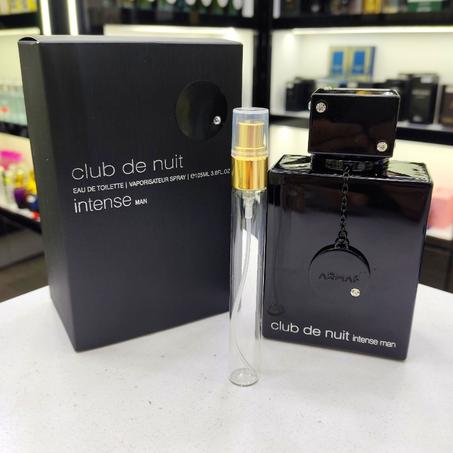 club de nuit
EAU DE TOILETTE | VAPORISATEUR SPRAY | ℮105ML 3.6FL.OZ
intense MAN
ARMAF
club de nuit intense man